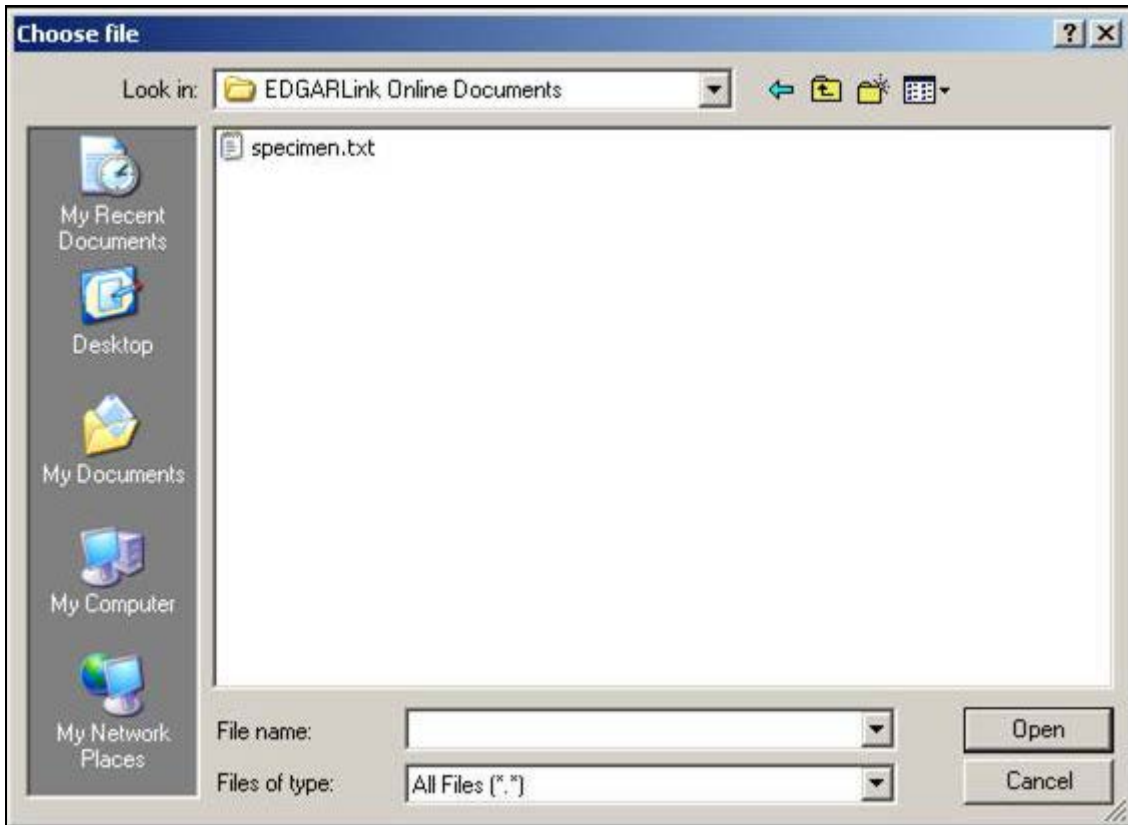 Choose file
Look in: EDGARLink Online Documents
specimen.txt
My Recent
Documents
Desktop
My Documents
My Computer
My Network
Places
File name:
Open
Files of type: All Files (*.*)
Cancel